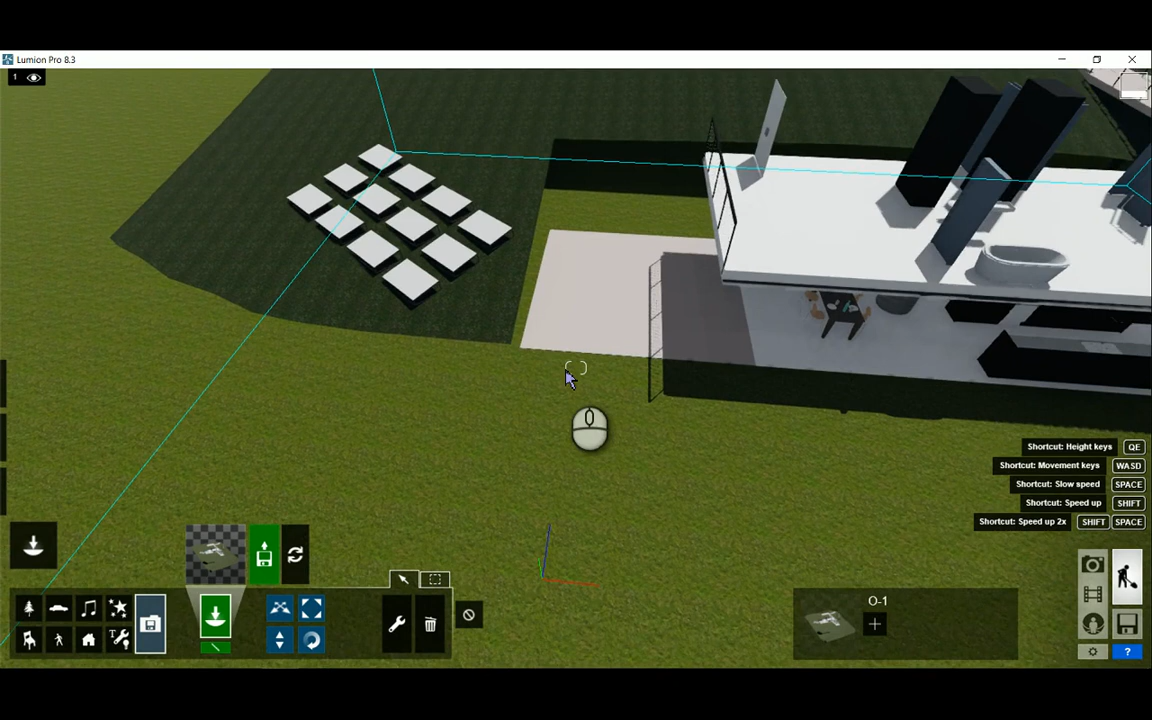 Lumion Pro 8.3
1
Shortcut: Height keys QE
Shortcut: Movement keys WASD
Shortcut: Slow speed SPACE
Shortcut: Speed up SHIFT
Shortcut: Speed up 2x SHIFT SPACE
O-1
?